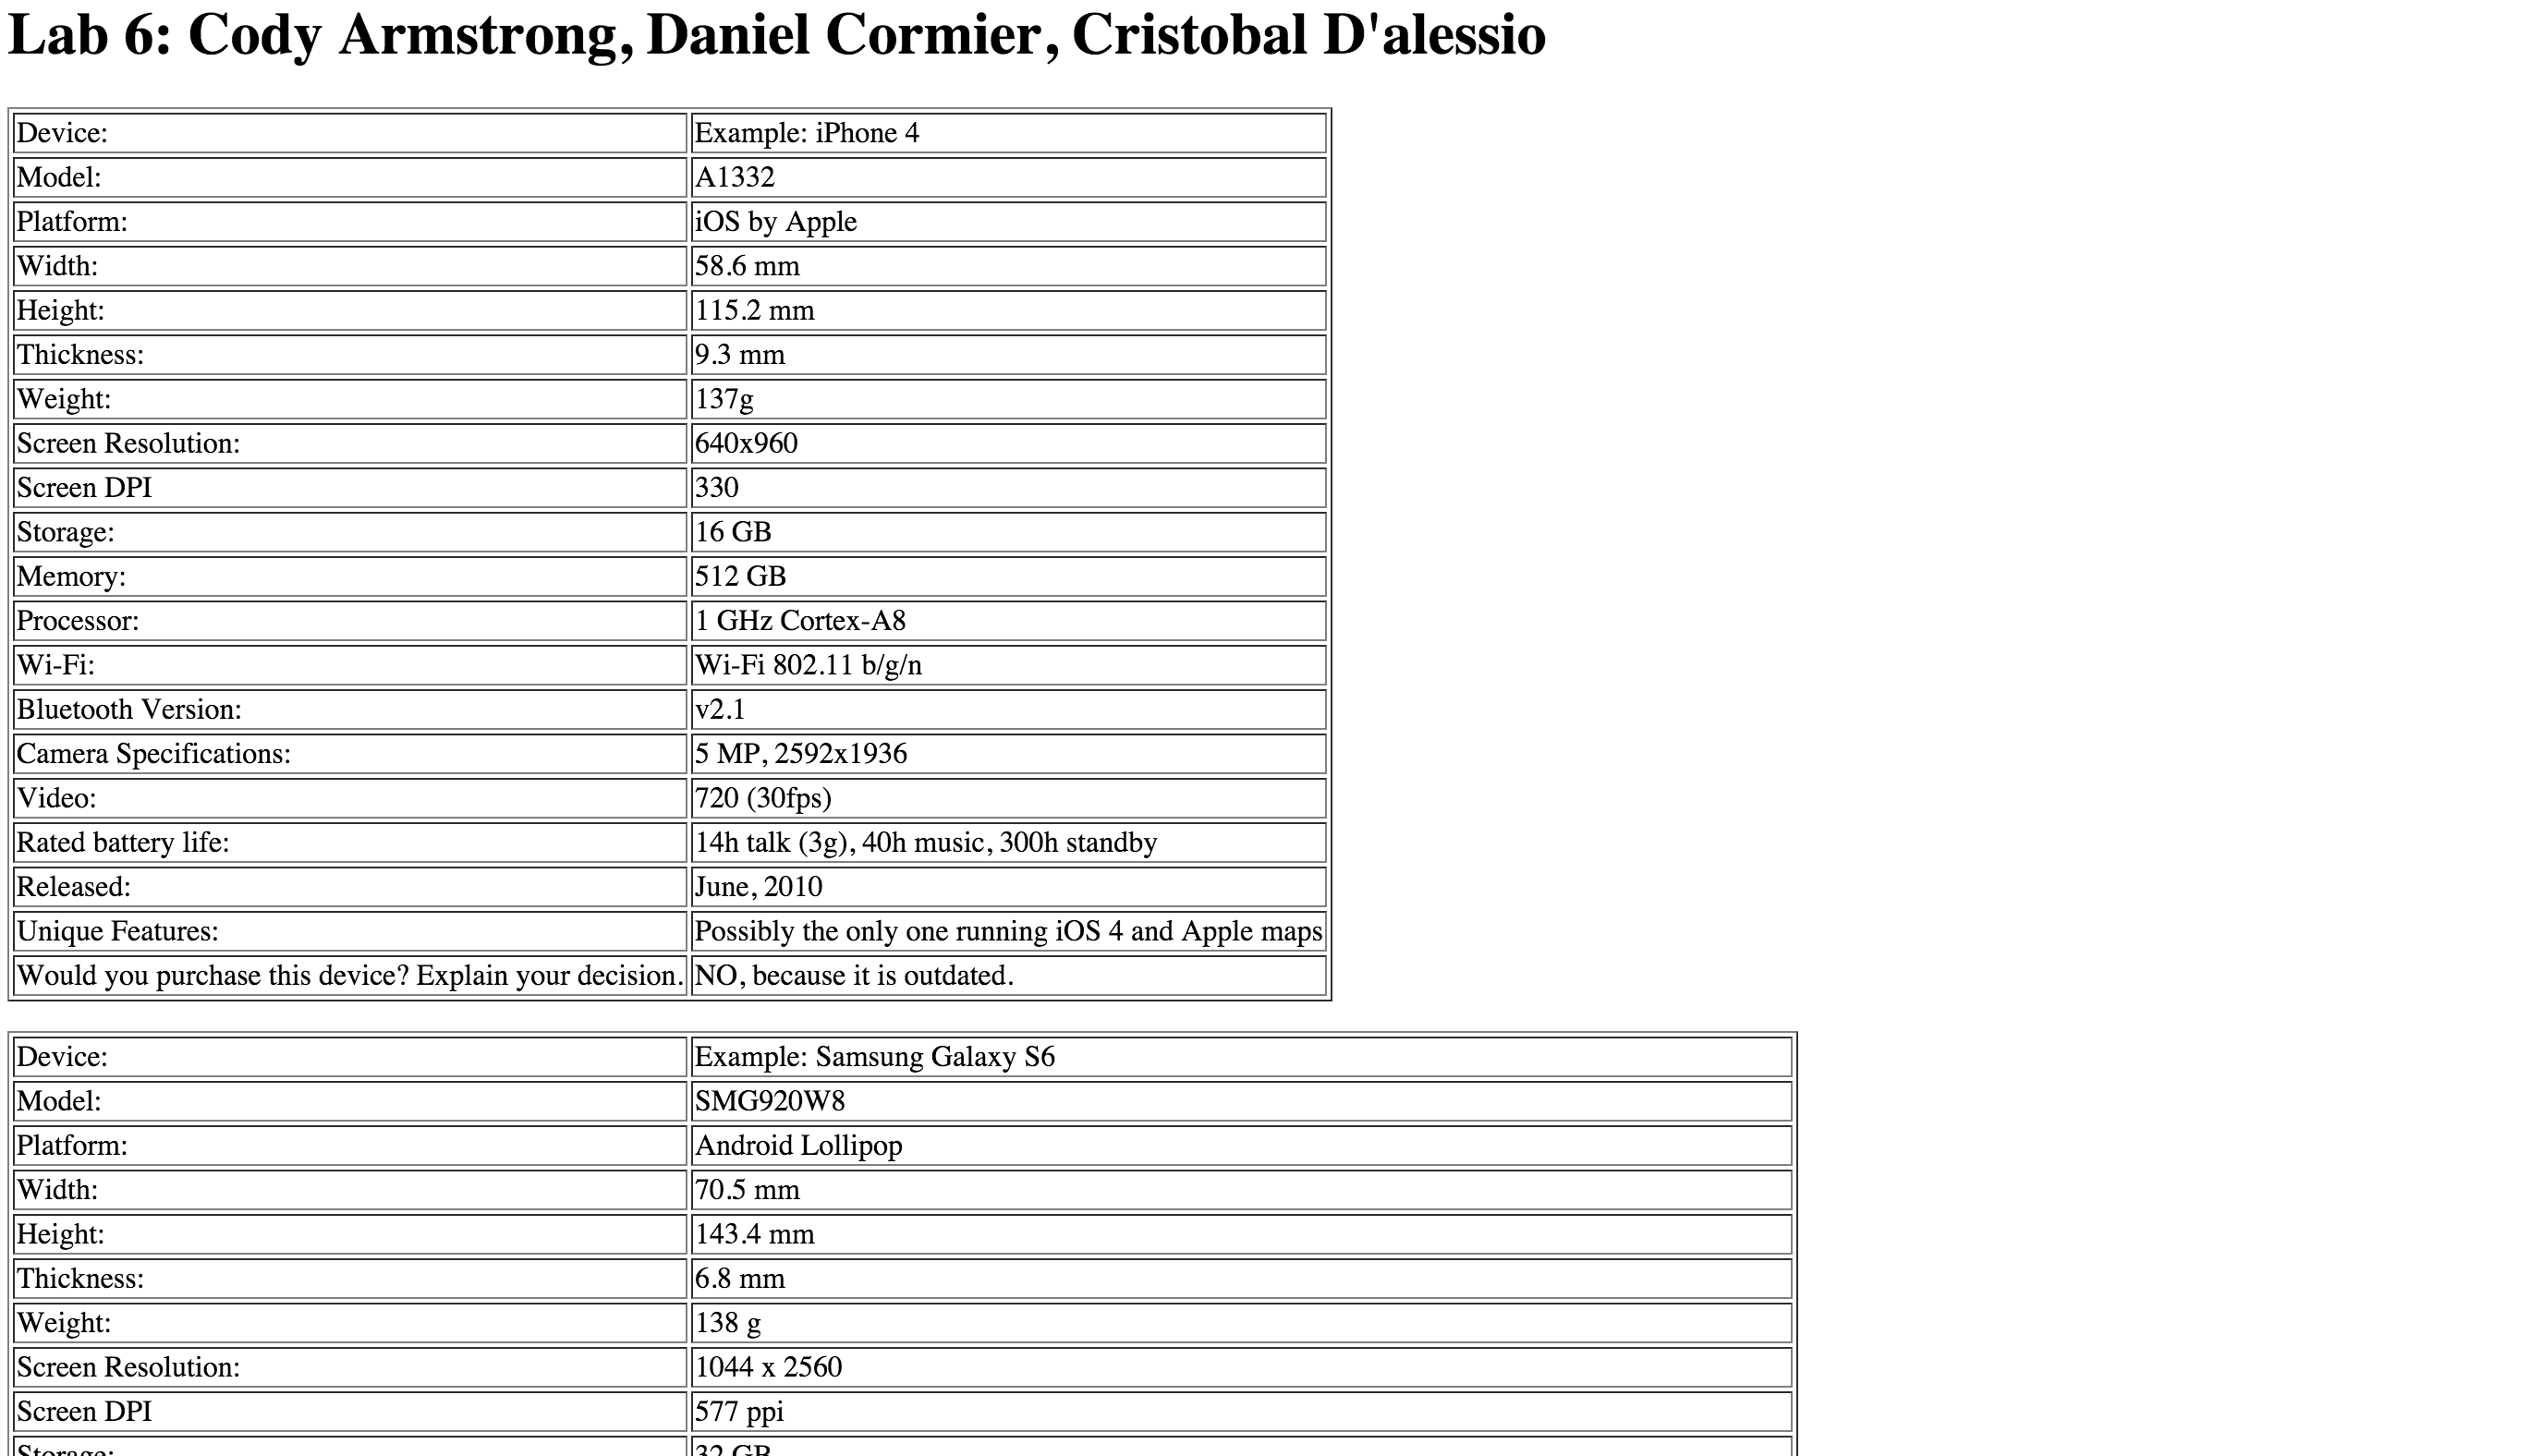 Lab 6: Cody Armstrong, Daniel Cormier, Cristobal D'alessio
Device: Example: iPhone 4
Model: A1332
Platform: iOS by Apple
Width: 58.6 mm
Height: 115.2 mm
Thickness: 9.3 mm
Weight: 137g
Screen Resolution: 640x960
Screen DPI 330
Storage: 16 GB
Memory: 512 GB
Processor: 1 GHz Cortex-A8
Wi-Fi: Wi-Fi 802.11 b/g/n
Bluetooth Version: v2.1
Camera Specifications: 5 MP, 2592x1936
Video: 720 (30fps)
Rated battery life: 14h talk (3g), 40h music, 300h standby
Released: June, 2010
Unique Features: Possibly the only one running iOS 4 and Apple maps
Would you purchase this device? Explain your decision. NO, because it is outdated.
Device: Example: Samsung Galaxy S6
Model: SMG920W8
Platform: Android Lollipop
Width: 70.5 mm
Height: 143.4 mm
Thickness: 6.8 mm
Weight: 138 g
Screen Resolution: 1044 x 2560
Screen DPI 577 ppi
Storage: 32 GB